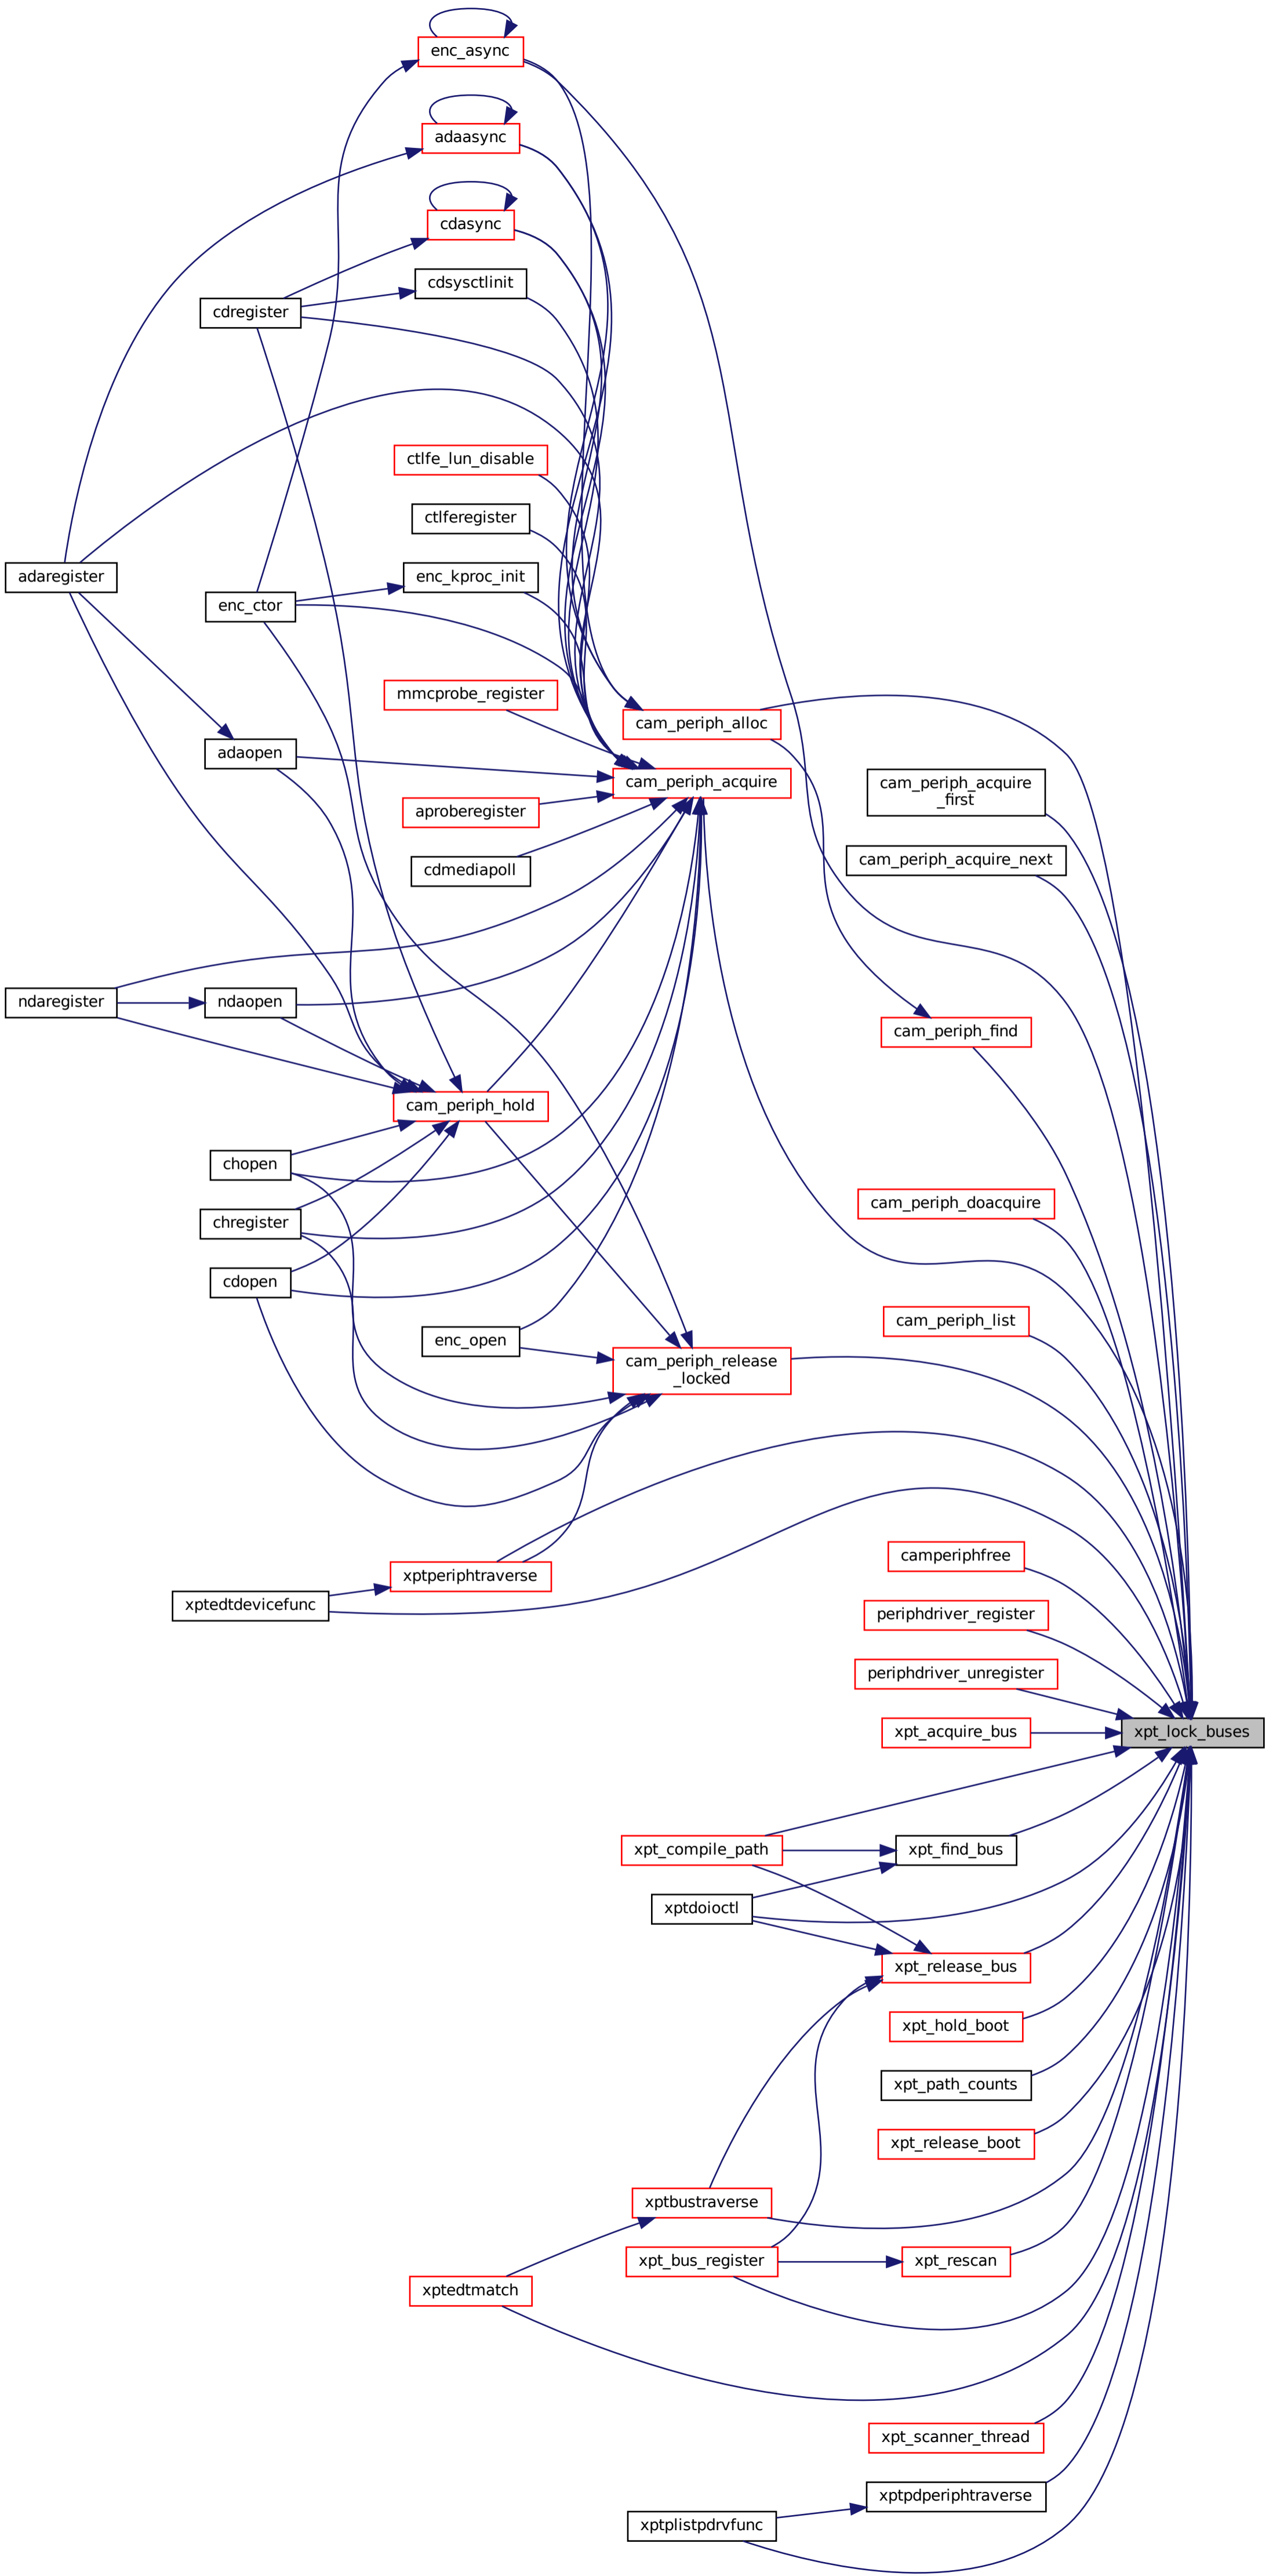 enc_async
adaasync
cdasync
cdsysctlinit
cdregister
ctlfe_lun_disable
ctlferegister
adaregister
enc_kproc_init
enc_ctor
mmcprobe_register
cam_periph_alloc
adaopen
cam_periph_acquire
cam_periph_acquire
_first
aproberegister
cam_periph_acquire_next
cdmediapoll
ndaregister
ndaopen
cam_periph_find
cam_periph_hold
chopen
cam_periph_doacquire
chregister
cdopen
cam_periph_list
enc_open
cam_periph_release
_locked
camperiphfree
xptperiphtraverse
xptedtdevicefunc
periphdriver_register
periphdriver_unregister
xpt_acquire_bus
xpt_lock_buses
xpt_compile_path
xpt_find_bus
xptdoioctl
xpt_release_bus
xpt_hold_boot
xpt_path_counts
xpt_release_boot
xptbustraverse
xpt_bus_register
xpt_rescan
xptedtmatch
xpt_scanner_thread
xptpdperiphtraverse
xptplistpdrvfunc